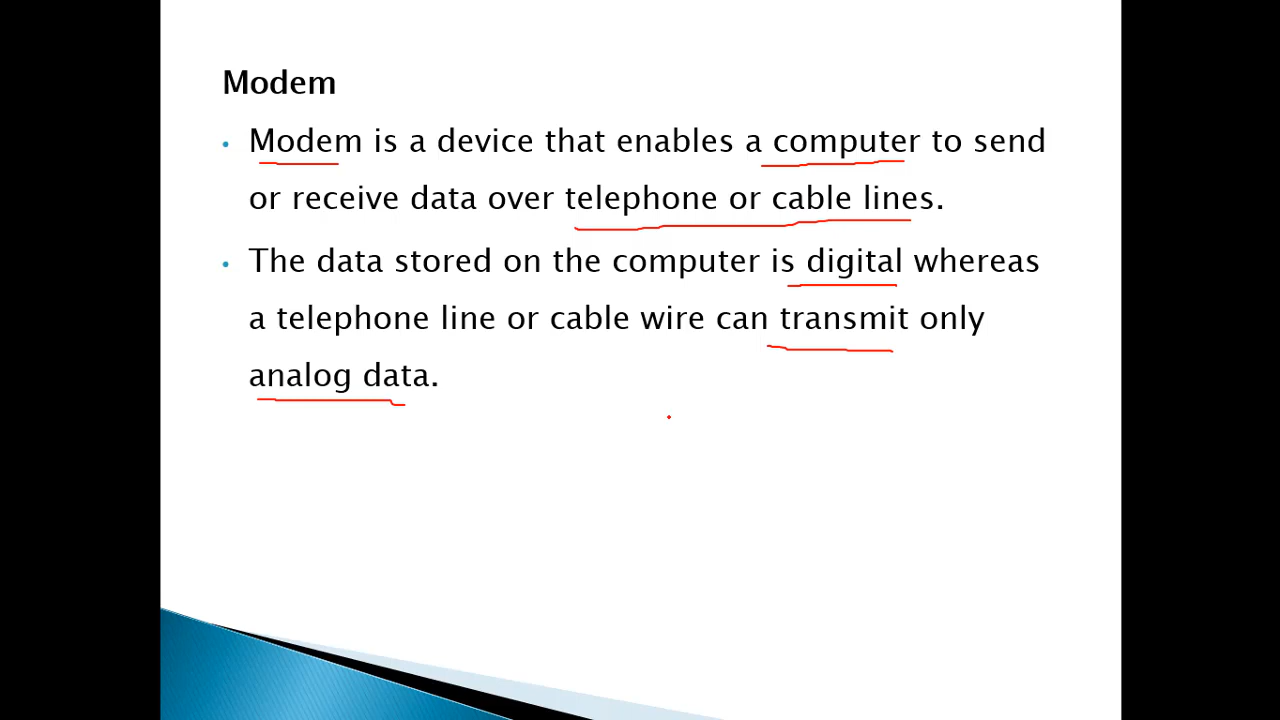 Modem
• Modem is a device that enables a computer to send
or receive data over telephone or cable lines.
• The data stored on the computer is digital whereas
a telephone line or cable wire can transmit only
analog data.